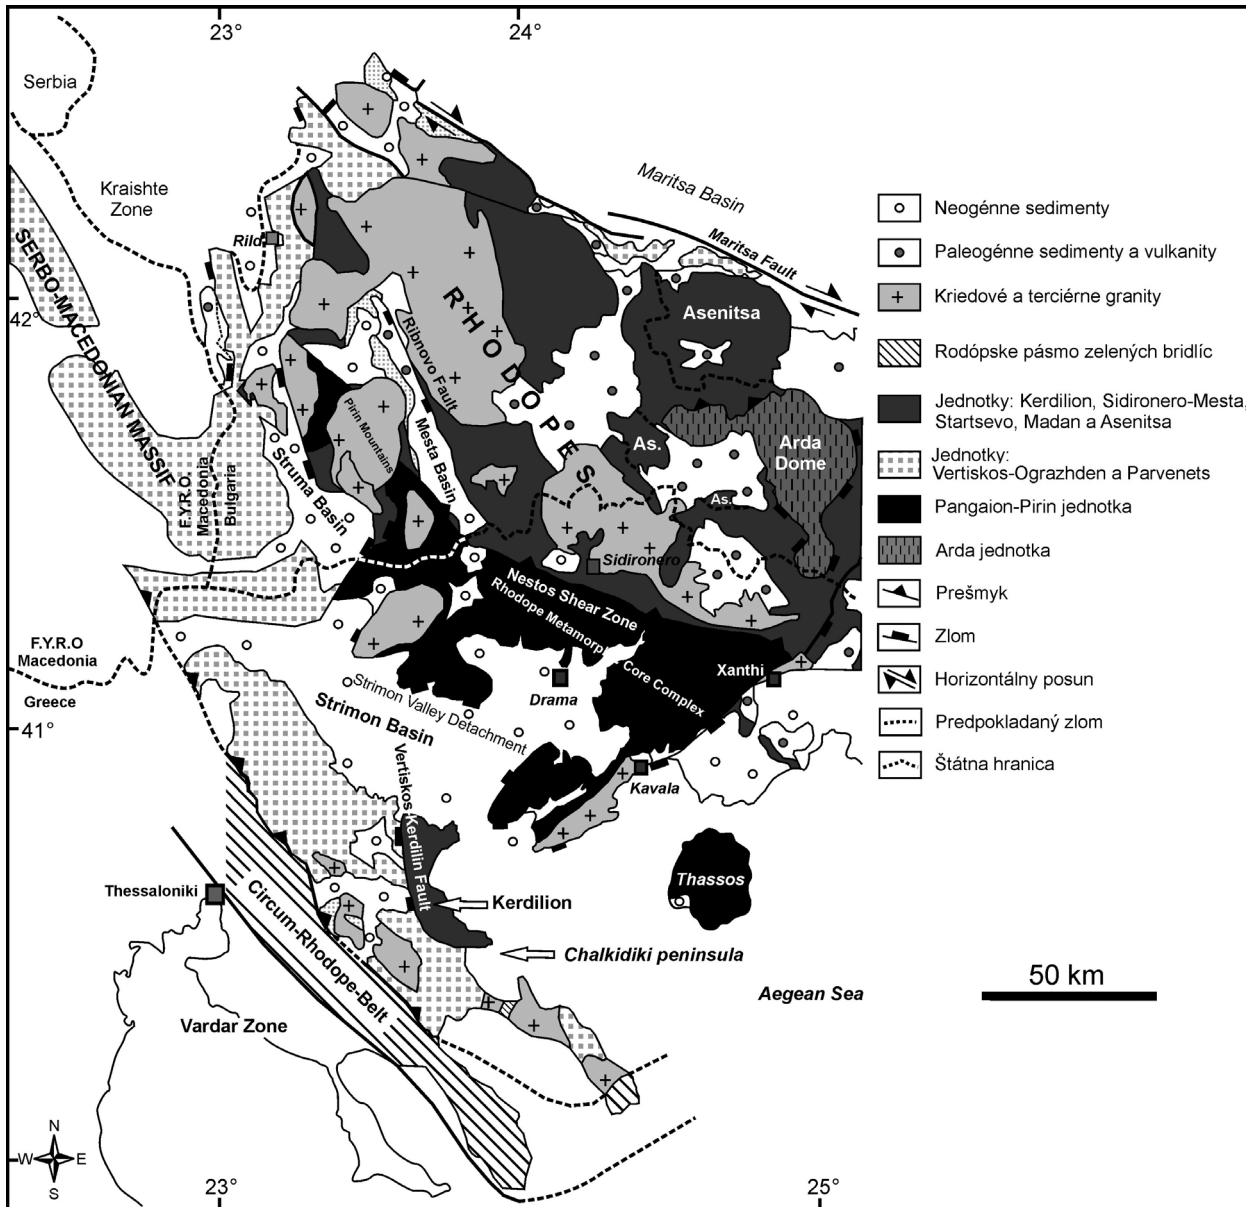 23°
24°
Serbia
Kraishte
Zone
Maritsa Basin
Maritsa Fault
Rila
SERBO-MACEDONIAN MASSIF
42°
RHODOPES
Ribnovo Fault
Asenitsa
Pirin Mountains
Mesta Basin
As.
Arda
Dome
F.Y.R.O.
Macedonia
Bulgaria
Struma Basin
As.
Sidironero
Nestos Shear Zone
Rhodope Metamorphic Core Complex
F.Y.R.O
Macedonia
Greece
Xanthi
Drama
Strimon Valley Detachment
Strimon Basin
41°
Kavala
Vertiskos-Kerdilin Fault
Thessaloniki
Thassos
Kerdilion
Circum-Rhodope-Belt
Chalkidiki peninsula
Aegean Sea
50 km
Vardar Zone
N
W
E
S
23°
25°
Neogénne sedimenty
Paleogénne sedimenty a vulkanity
Kriedové a terciérne granity
Rodópske pásmo zelených bridlíc
Jednotky: Kerdilion, Sidironero-Mesta,
Startsevo, Madan a Asenitsa
Jednotky:
Vertiskos-Ograzhden a Parvenets
Pangaion-Pirin jednotka
Arda jednotka
Prešmyk
Zlom
Horizontálny posun
Predpokladaný zlom
Štátna hranica